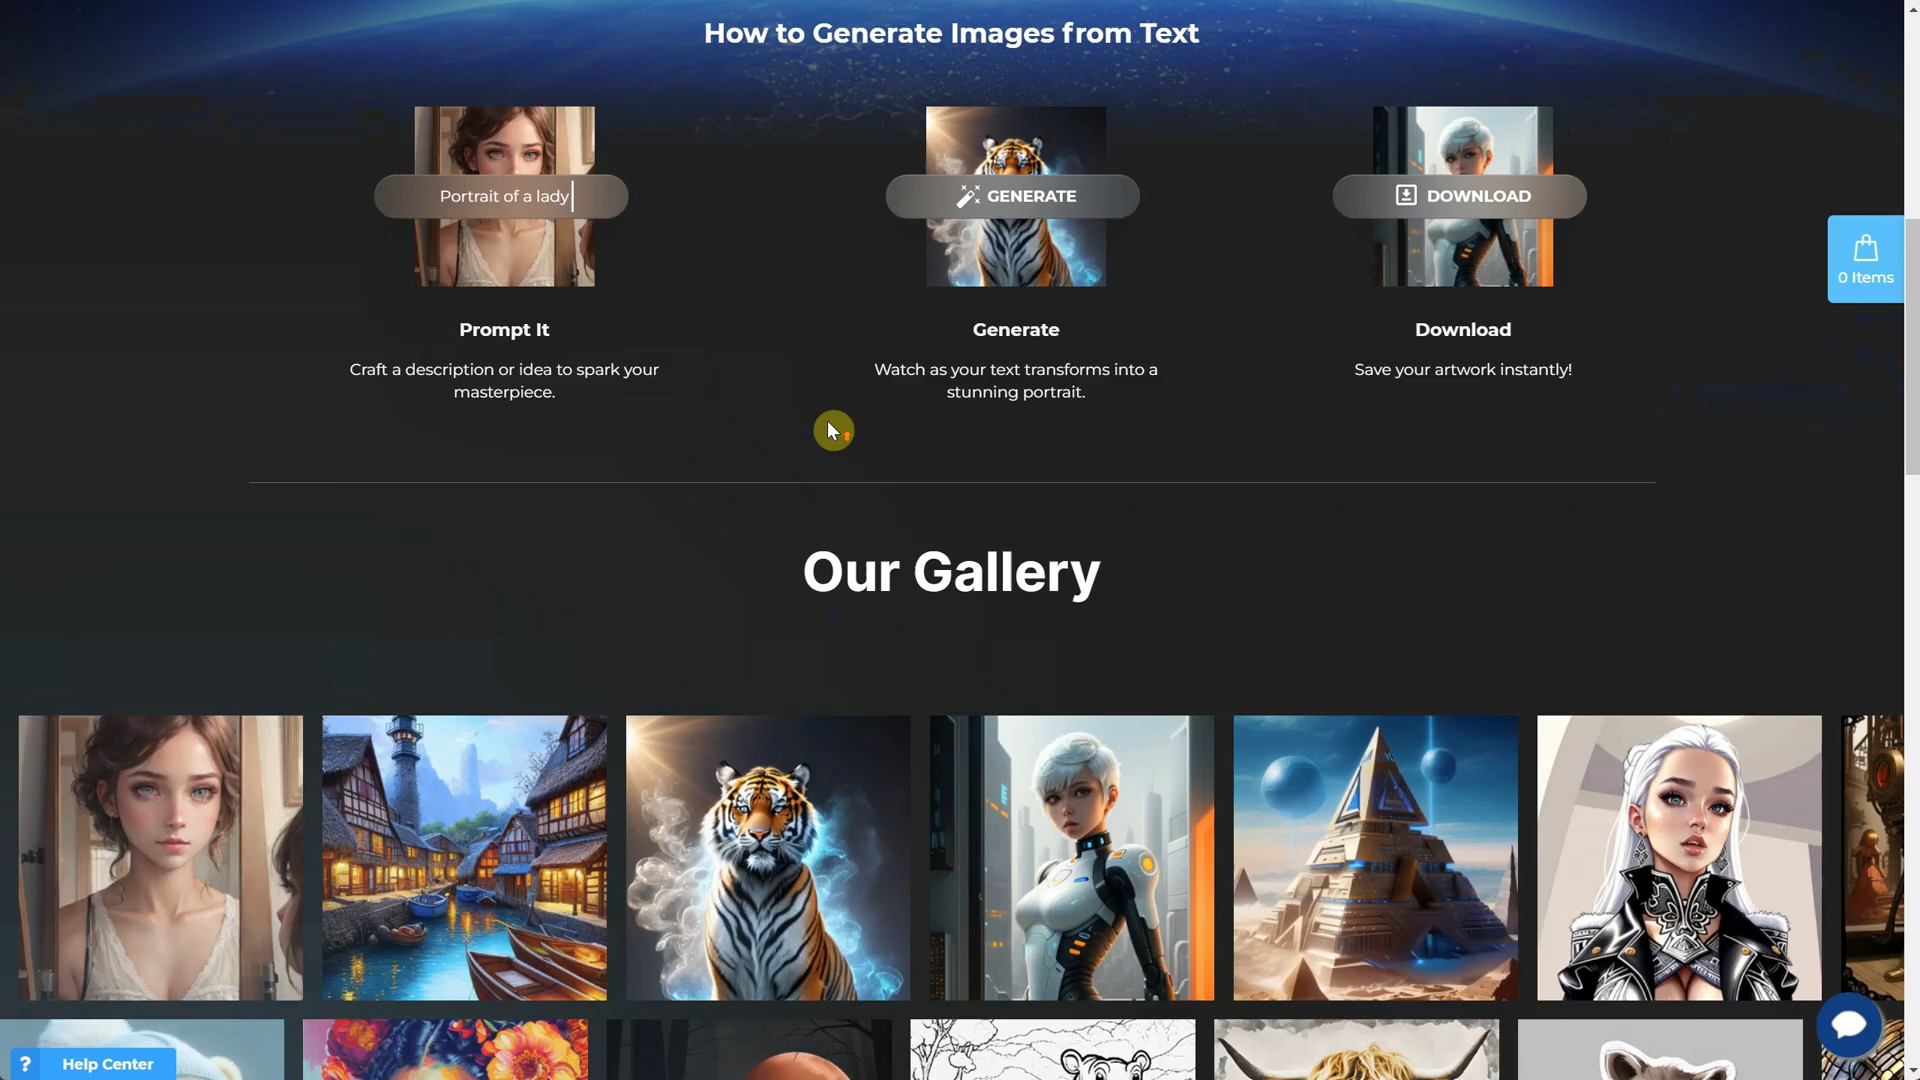 How to Generate Images from Text
Portrait of a lady
GENERATE
DOWNLOAD
0 Items
Prompt It
Generate
Download
Craft a description or idea to spark your
masterpiece.
Watch as your text transforms into a
stunning portrait.
Save your artwork instantly!
Our Gallery
? Help Center